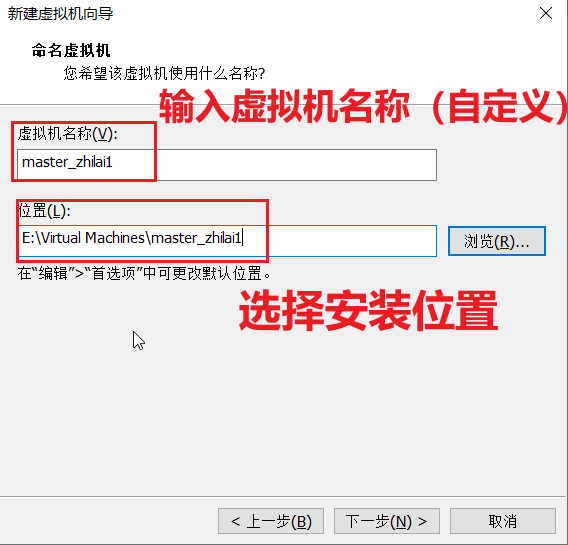 新建虚拟机向导
命名虚拟机
您希望该虚拟机使用什么名称?
输入虚拟机名称（自定义）
虚拟机名称(V):
master_zhilai1
位置(L):
E:\Virtual Machines\master_zhilai1
浏览(R)...
在“编辑”>“首选项”中可更改默认位置。
选择安装位置
< 上一步(B)
下一步(N) >
取消